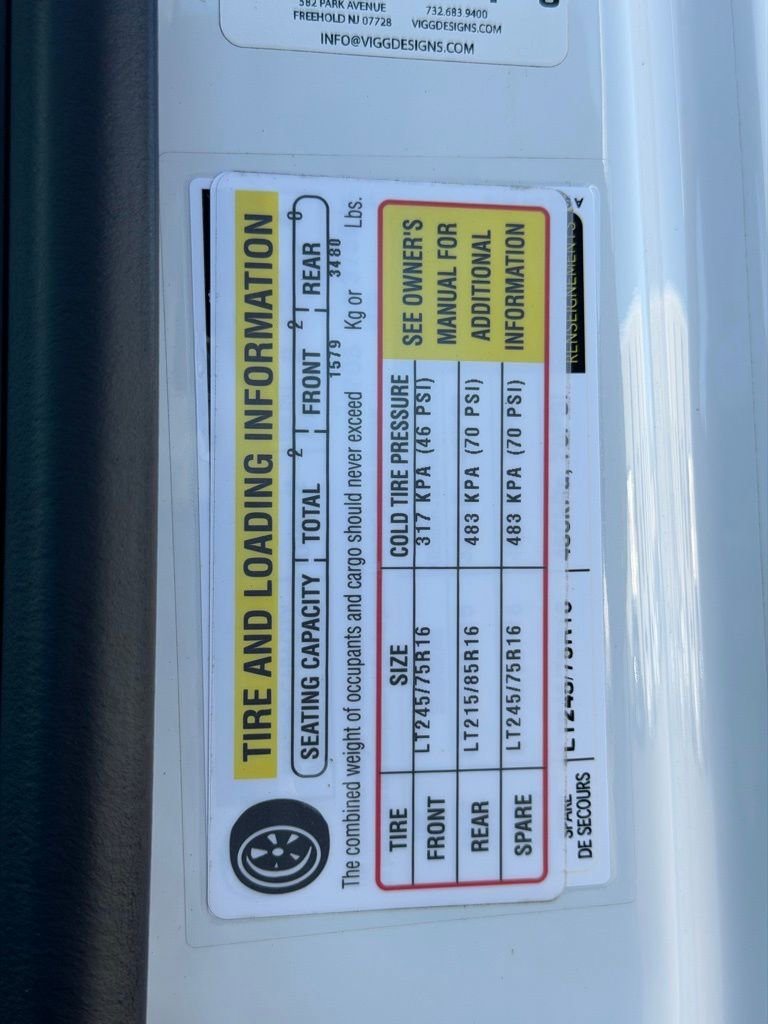 582 PARK AVENUE 732.683.9400
FREEHOLD NJ 07728 VIGGDESIGNS.COM
INFO@VIGGDESIGNS.COM
TIRE AND LOADING INFORMATION
SEATING CAPACITY TOTAL 2 FRONT 2 REAR 0
The combined weight of occupants and cargo should never exceed 1579 Kg or 3480 Lbs.
TIRE SIZE COLD TIRE PRESSURE SEE OWNER'S MANUAL FOR ADDITIONAL INFORMATION
FRONT LT245/75R16 317 KPA (46 PSI)
REAR LT215/85R16 483 KPA (70 PSI)
SPARE LT245/75R16 483 KPA (70 PSI)
RENSEIGNEMENTS
SPARE LT245/75R16
DE SECOURS